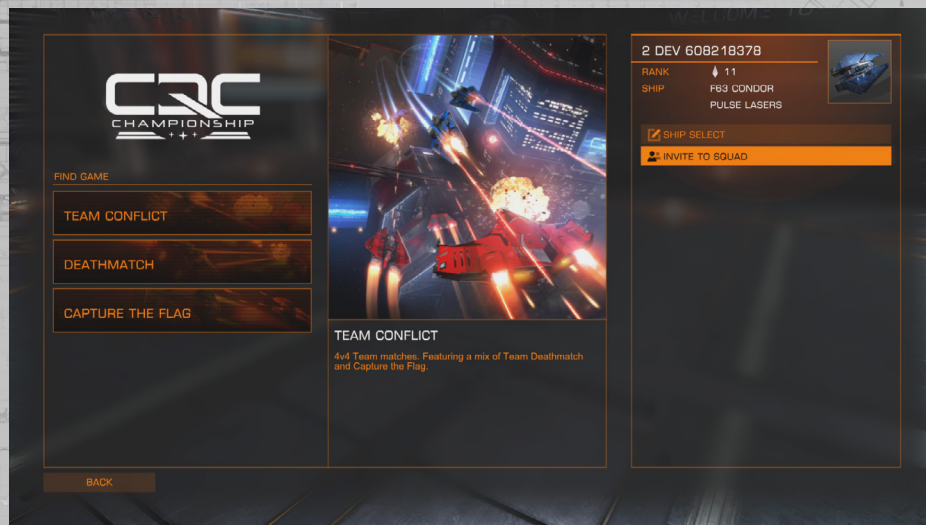 WELCOME TO
CQC
CHAMPIONSHIP
FIND GAME
TEAM CONFLICT
DEATHMATCH
CAPTURE THE FLAG
TEAM CONFLICT
4v4 Team matches. Featuring a mix of Team Deathmatch
and Capture the Flag.
2 DEV 608218378
RANK 11
SHIP F63 CONDOR
PULSE LASERS
SHIP SELECT
INVITE TO SQUAD
BACK